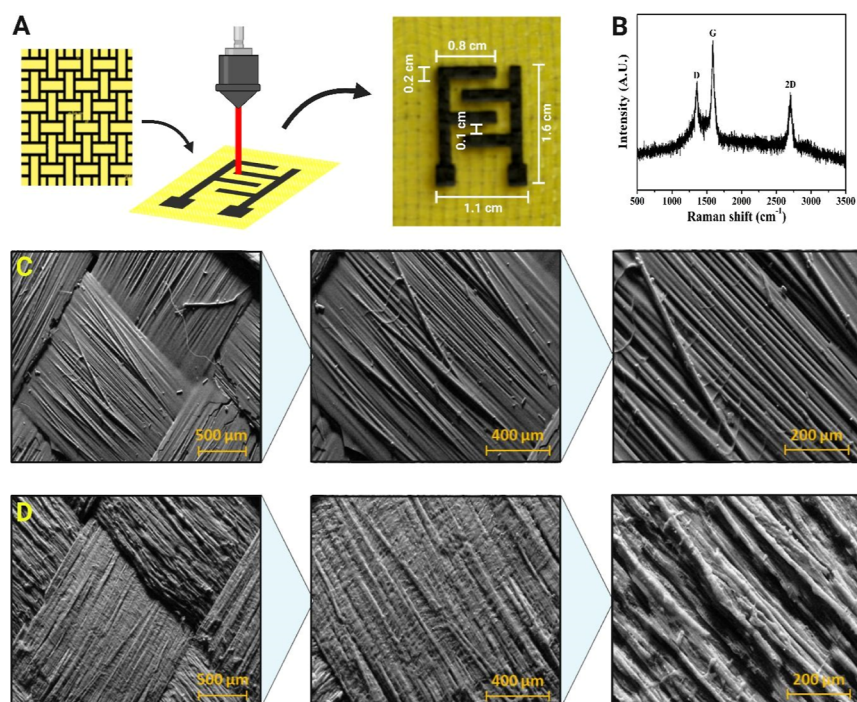 A
0.8 cm
0.2 cm
0.1 cm
1.6 cm
1.1 cm
B
D
G
2D
Intensity (A.U.)
500 1000 1500 2000 2500 3000 3500
Raman shift (cm⁻¹)
C
500 µm
400 µm
200 µm
D
500 µm
400 µm
200 µm